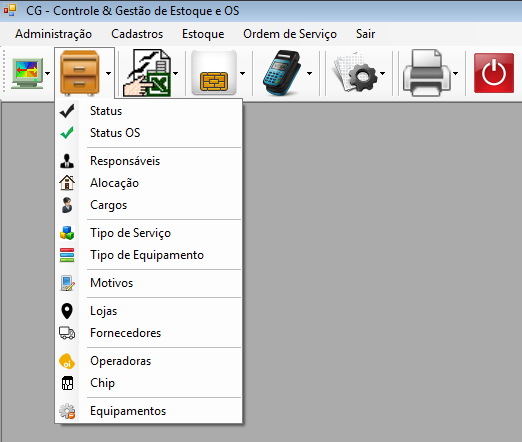 CG - Controle & Gestão de Estoque e OS
Administração Cadastros Estoque Ordem de Serviço Sair
Status
Status OS
Responsáveis
Alocação
Cargos
Tipo de Serviço
Tipo de Equipamento
Motivos
Lojas
Fornecedores
oi Operadoras
Chip
Equipamentos